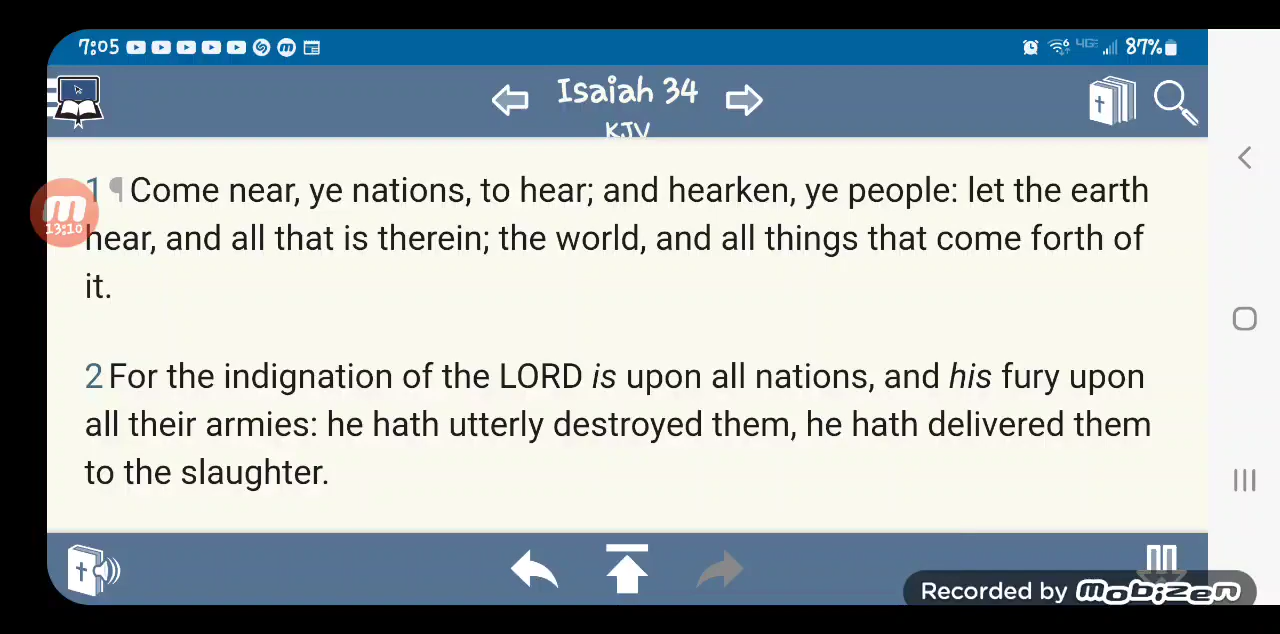 7:05
4GE 87%
Isaiah 34
KJV
1 ¶ Come near, ye nations, to hear; and hearken, ye people: let the earth
13:10
hear, and all that is therein; the world, and all things that come forth of
it.
2 For the indignation of the LORD is upon all nations, and his fury upon
all their armies: he hath utterly destroyed them, he hath delivered them
to the slaughter.
Recorded by mobizen